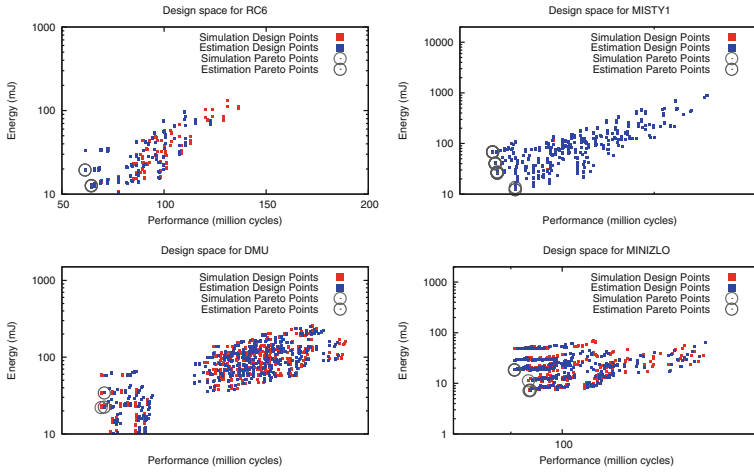 Design space for RC6
Simulation Design Points
Estimation Design Points
Simulation Pareto Points
Estimation Pareto Points
1000
100
10
Energy (mJ)
50
100
150
200
Performance (million cycles)
Design space for MISTY1
Simulation Design Points
Estimation Design Points
Simulation Pareto Points
Estimation Pareto Points
10000
1000
100
10
Energy (mJ)
Performance (million cycles)
Design space for DMU
Simulation Design Points
Estimation Design Points
Simulation Pareto Points
Estimation Pareto Points
1000
100
10
Energy (mJ)
Performance (million cycles)
Design space for MINIZLO
Simulation Design Points
Estimation Design Points
Simulation Pareto Points
Estimation Pareto Points
1000
100
10
1
Energy (mJ)
100
Performance (million cycles)